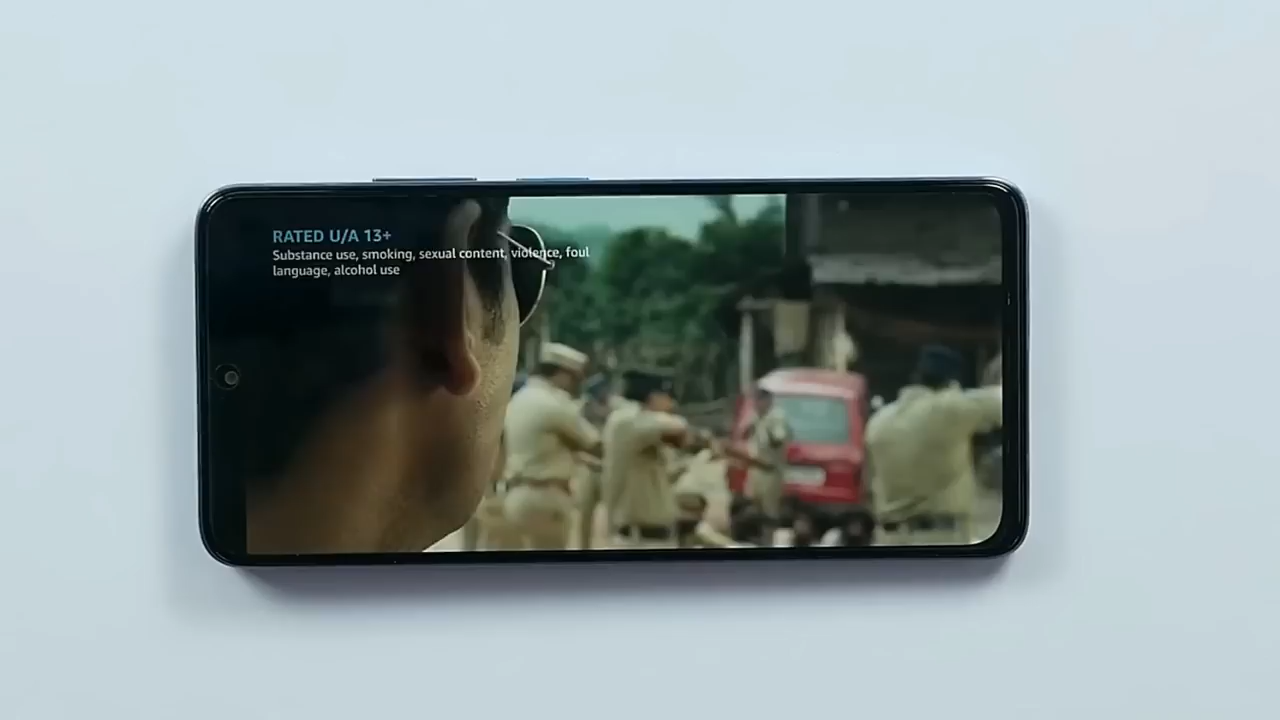 RATED U/A 13+
Substance use, smoking, sexual content, violence, foul
language, alcohol use